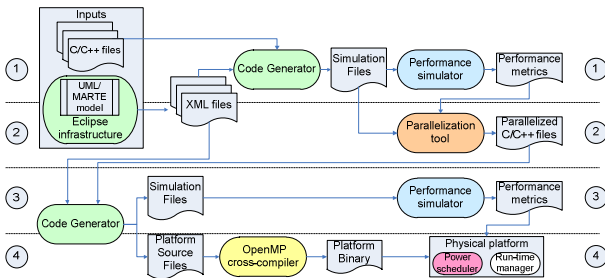 Inputs
C/C++ files
UML/
MARTE
model
Eclipse
infrastructure
XML files
Code Generator
Simulation
Files
Performance
simulator
Performance
metrics
1
1
2
Parallelization
tool
Parallelized
C/C++ files
2
3
Simulation
Files
Performance
simulator
Performance
metrics
3
Code Generator
4
Platform
Source
Files
OpenMP
cross-compiler
Platform
Binary
Physical platform
Power
scheduler
Run-time
manager
4